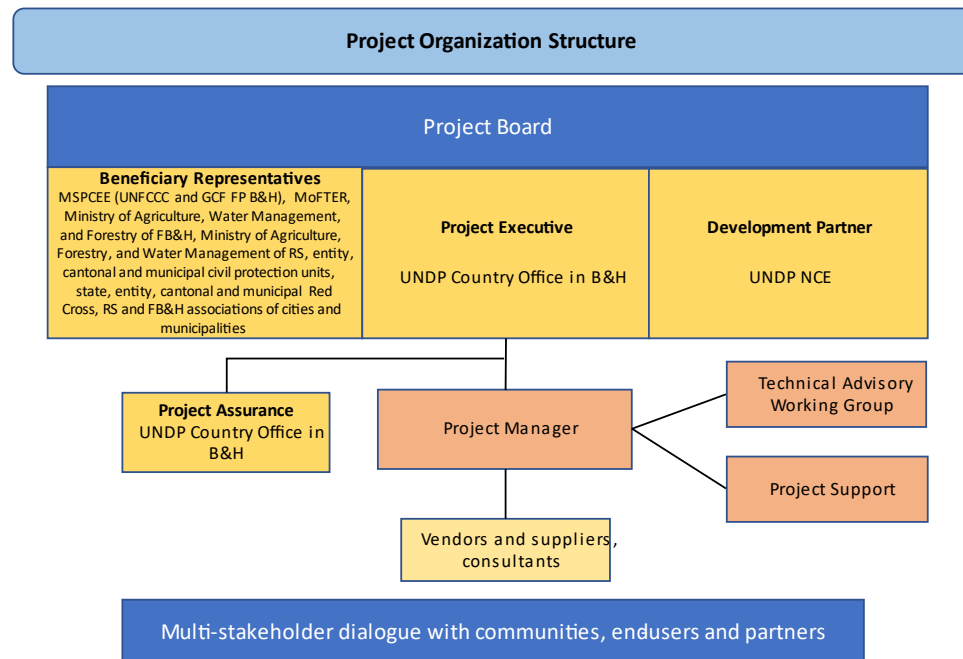 Project Organization Structure
Project Board
Beneficiary Representatives
MSPCEE (UNFCCC and GCF FP B&H), MoFTER,
Ministry of Agriculture, Water Management,
and Forestry of FB&H, Ministry of Agriculture,
Forestry, and Water Management of RS, entity,
cantonal and municipal civil protection units,
state, entity, cantonal and municipal Red
Cross, RS and FB&H associations of cities and
municipalities
Project Executive
UNDP Country Office in B&H
Development Partner
UNDP NCE
Project Assurance
UNDP Country Office in
B&H
Project Manager
Technical Advisory
Working Group
Project Support
Vendors and suppliers,
consultants
Multi-stakeholder dialogue with communities, endusers and partners